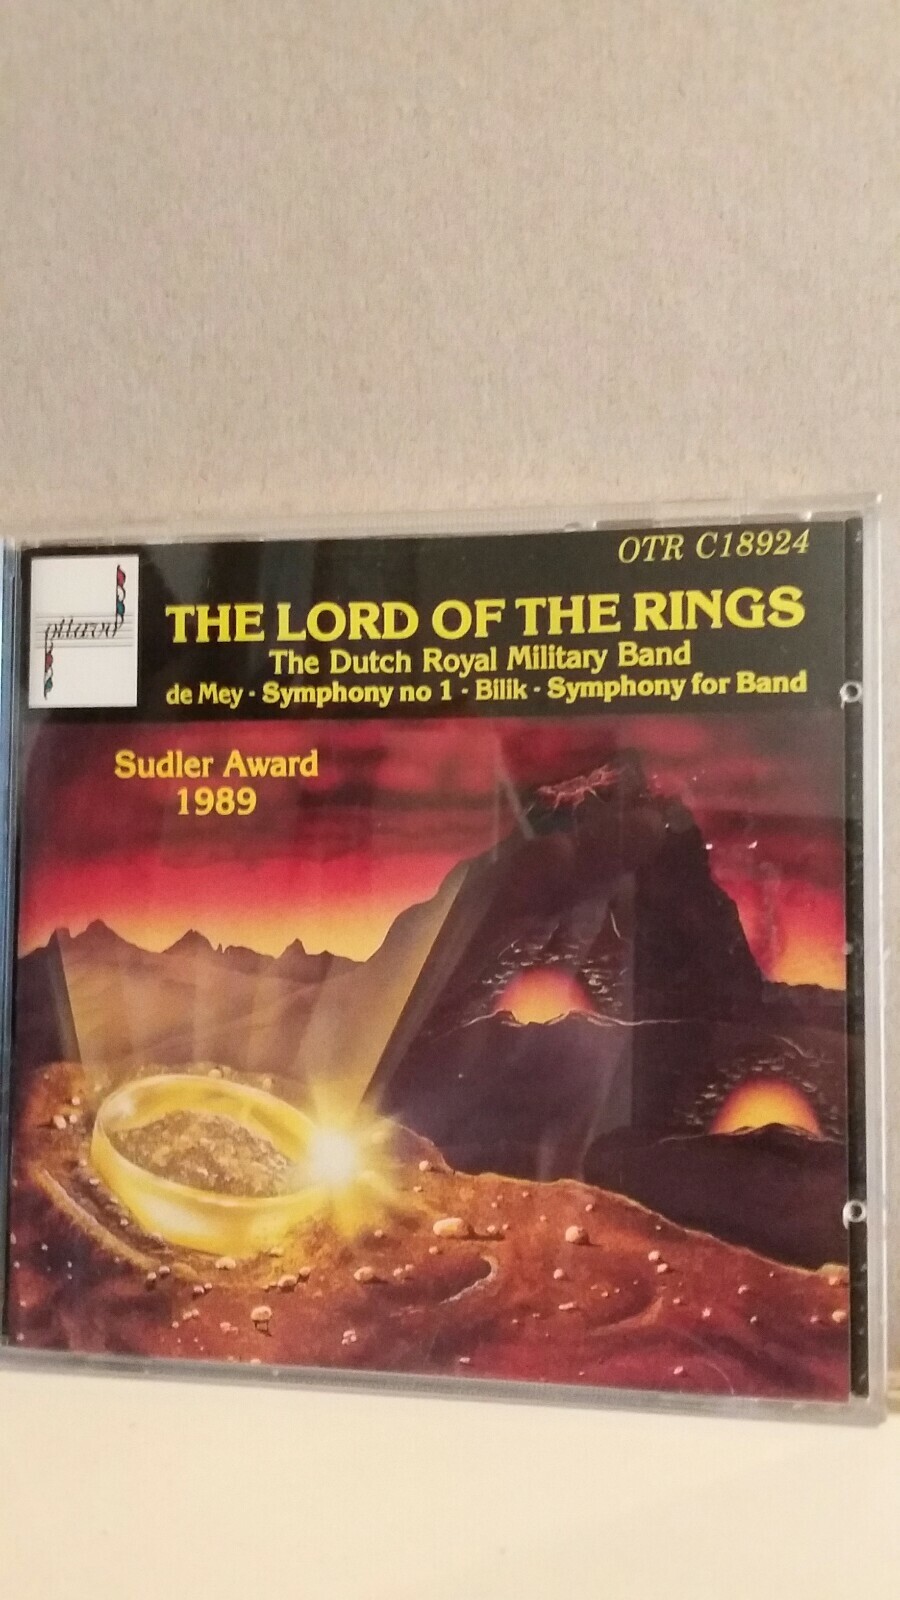 OTR C18924
ottavo
THE LORD OF THE RINGS
The Dutch Royal Military Band
de Mey · Symphony no 1 · Bilik · Symphony for Band
Sudler Award
1989